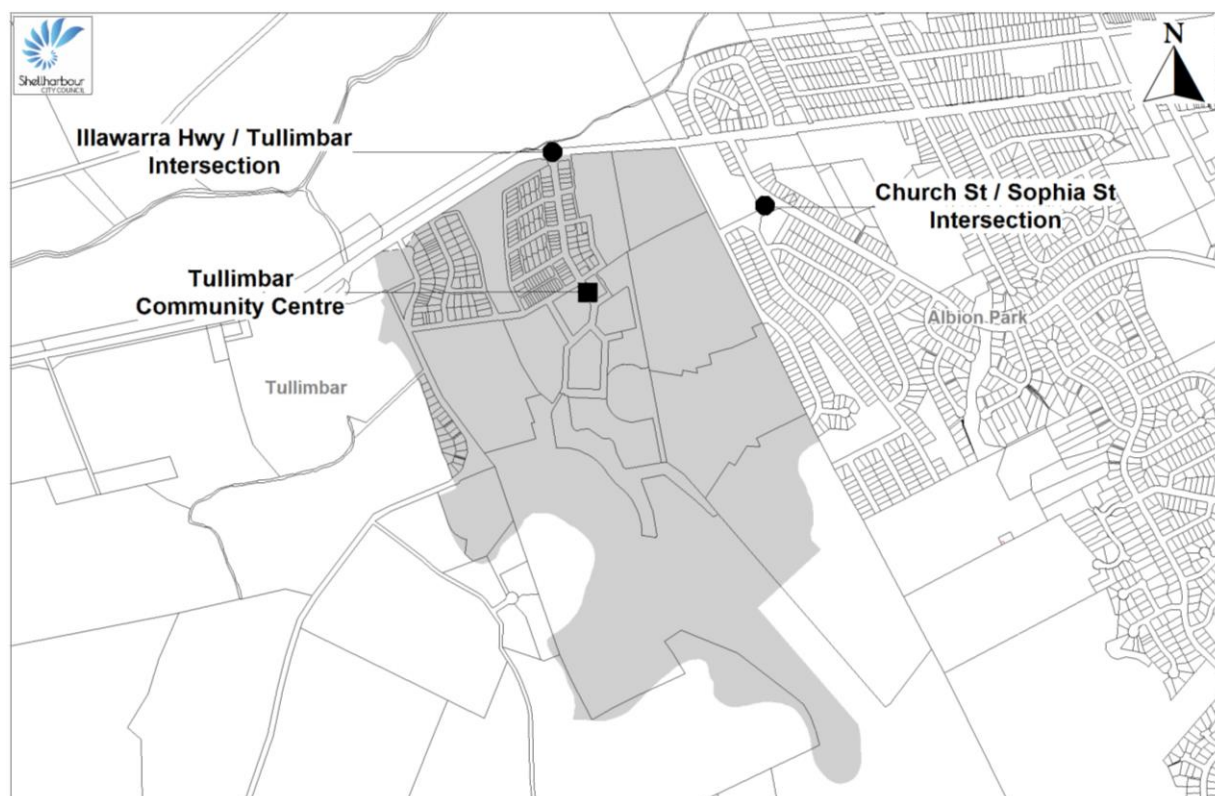 Shellharbour
CITY COUNCIL
N
Illawarra Hwy / Tullimbar
Intersection
Church St / Sophia St
Intersection
Tullimbar
Community Centre
Albion Park
Tullimbar